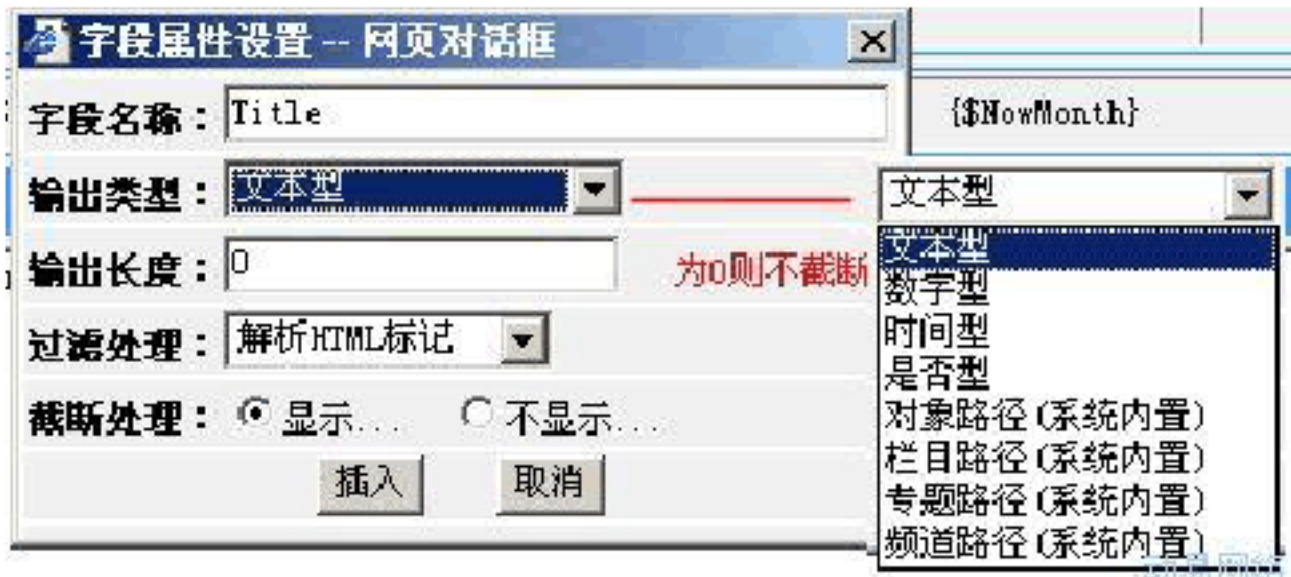 字段属性设置 -- 网页对话框
字段名称： Title
{$NowMonth}
输出类型： 文本型
文本型
输出长度： 0 为0则不截断
文本型
数字型
时间型
是否型
对象路径(系统内置)
栏目路径(系统内置)
专题路径(系统内置)
频道路径(系统内置)
过滤处理： 解析HTML标记
截断处理： 显示... 不显示...
插入 取消